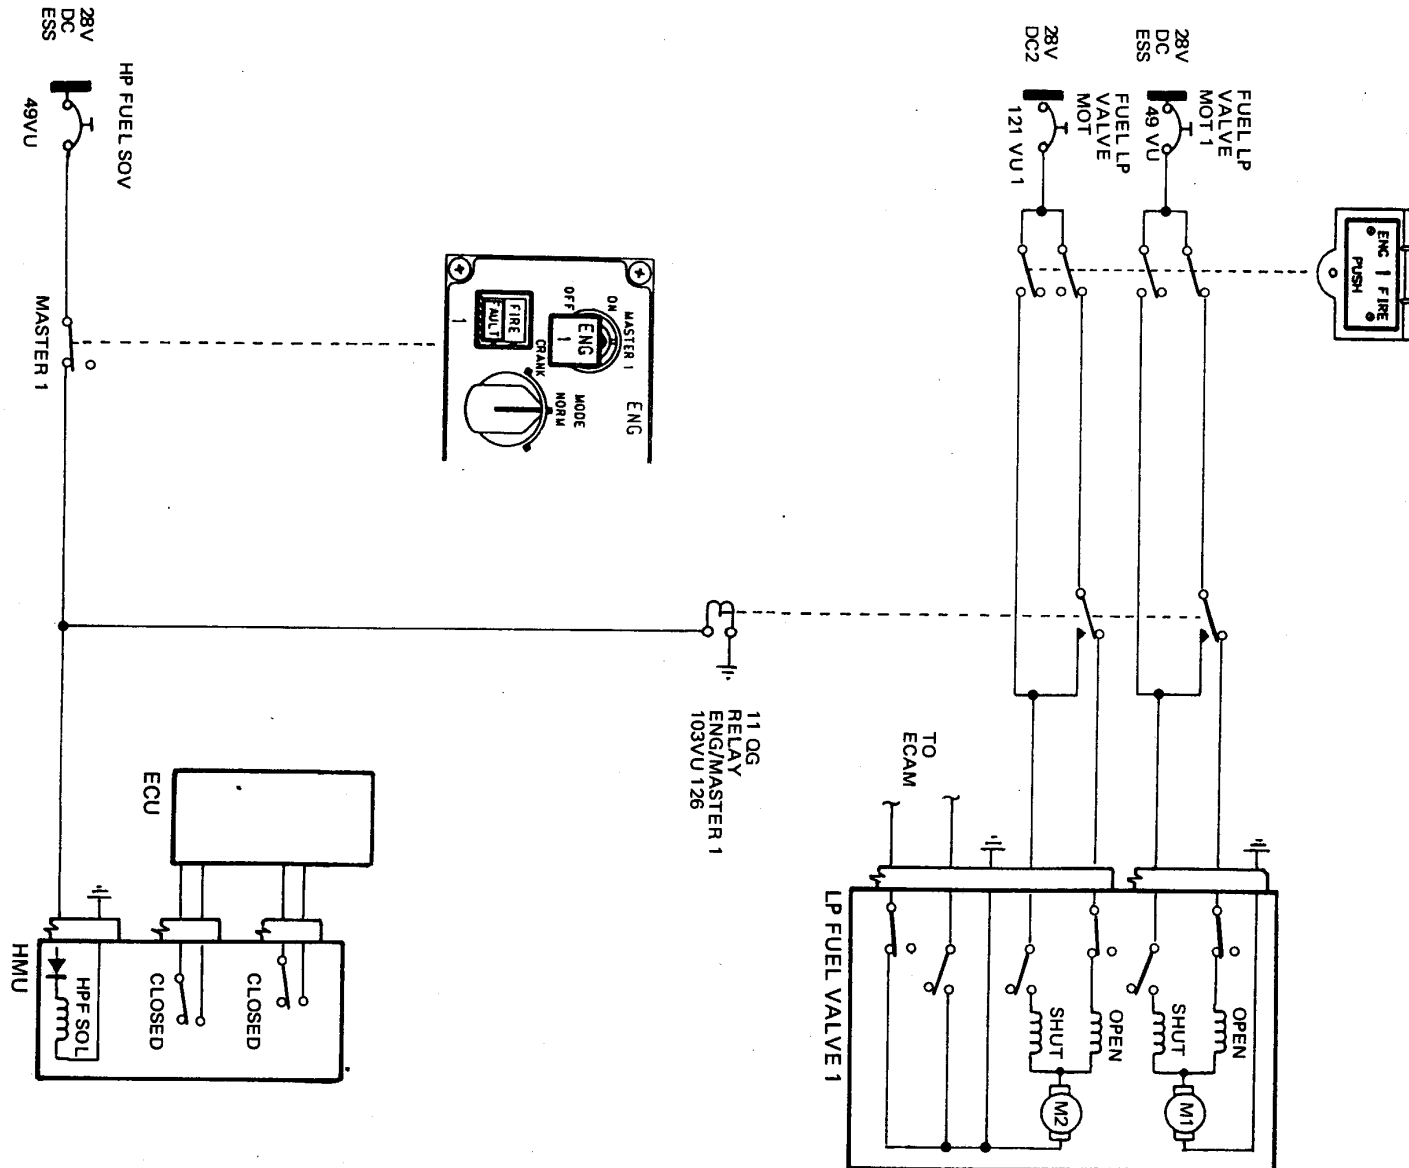 28V
DC
ESS
HP FUEL SOV
49VU
MASTER 1
ENG
MASTER 1
ON
OFF
ENG
1
FIRE
FAULT
1
CRANK
MODE
NORM
28V
DC2
FUEL LP
VALVE
MOT
121 VU 1
28V
DC
ESS
FUEL LP
VALVE
MOT 1
49 VU
ENG 1 FIRE
PUSH
11 QG
RELAY
ENG/MASTER 1
103VU 126
TO
ECAM
ECU
HMU
HPF SOL
CLOSED
CLOSED
LP FUEL VALVE 1
SHUT
OPEN
SHUT
OPEN
M2
M1